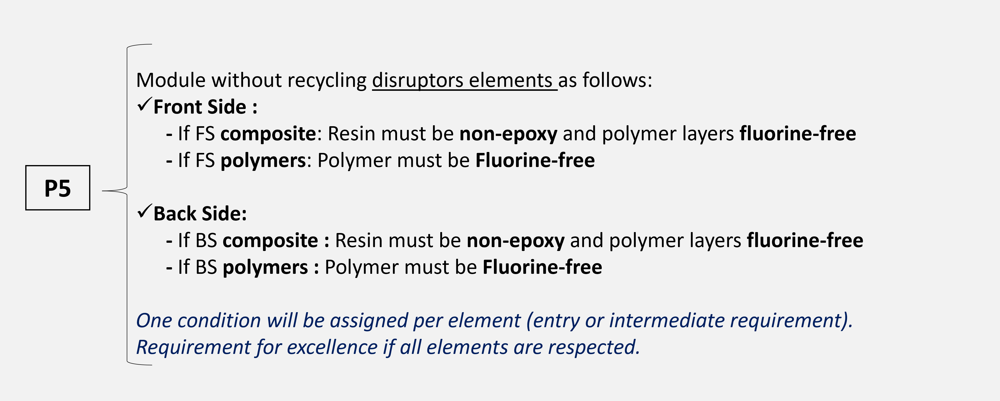 Module without recycling disruptors elements as follows:
✓Front Side :
- If FS composite: Resin must be non-epoxy and polymer layers fluorine-free
- If FS polymers: Polymer must be Fluorine-free
P5
✓Back Side:
- If BS composite : Resin must be non-epoxy and polymer layers fluorine-free
- If BS polymers : Polymer must be Fluorine-free
One condition will be assigned per element (entry or intermediate requirement).
Requirement for excellence if all elements are respected.